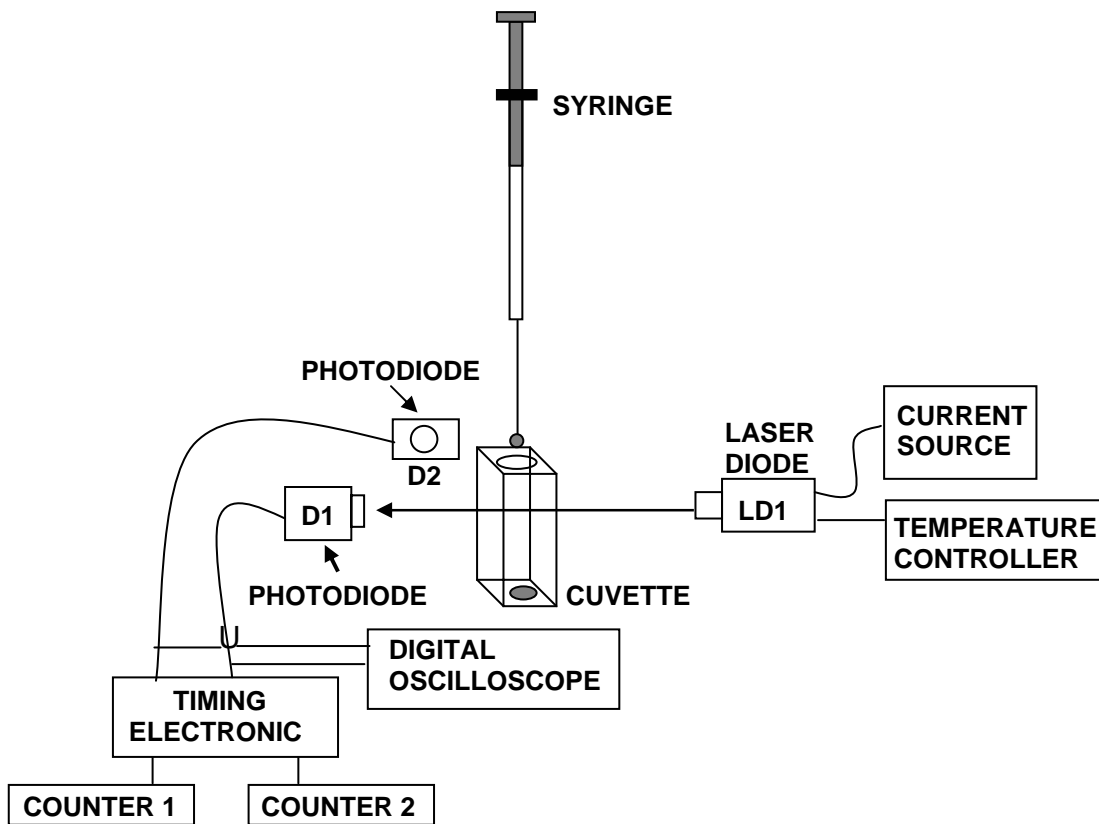 SYRINGE
PHOTODIODE
D2
LASER
DIODE
CURRENT
SOURCE
D1
LD1
TEMPERATURE
CONTROLLER
PHOTODIODE
CUVETTE
DIGITAL
OSCILLOSCOPE
TIMING
ELECTRONIC
COUNTER 1
COUNTER 2